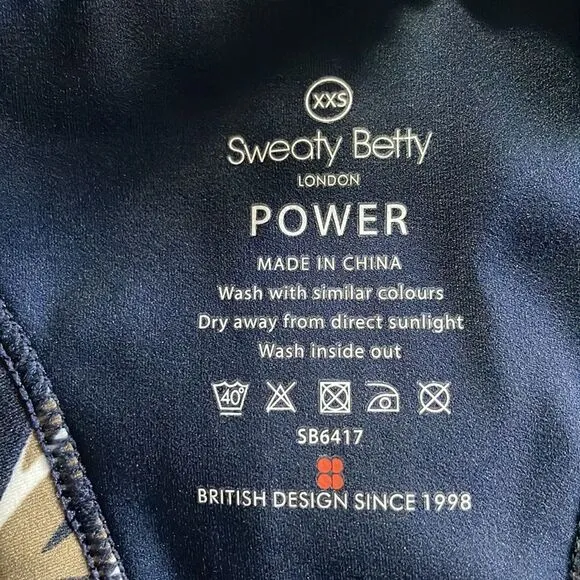 XXS
Sweaty Betty
LONDON
POWER
MADE IN CHINA
Wash with similar colours
Dry away from direct sunlight
Wash inside out
40°
SB6417
BRITISH DESIGN SINCE 1998